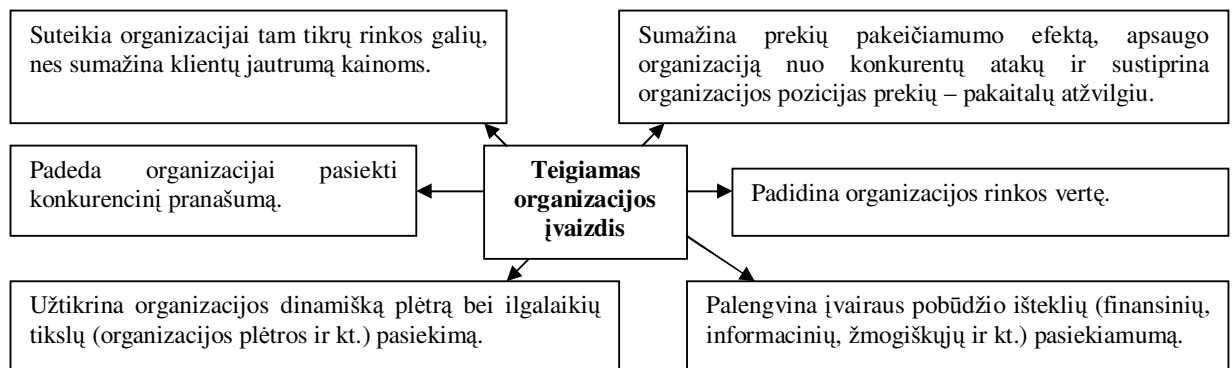 Suteikia organizacijai tam tikrų rinkos galių,
nes sumažina klientų jautrumą kainoms.
Sumažina prekių pakeičiamumo efektą, apsaugo
organizaciją nuo konkurentų atakų ir sustiprina
organizacijos pozicijas prekių – pakaitalų atžvilgiu.
Padeda organizacijai pasiekti
konkurencinį pranašumą.
Teigiamas
organizacijos
įvaizdis
Padidina organizacijos rinkos vertę.
Užtikrina organizacijos dinamišką plėtrą bei ilgalaikių
tikslų (organizacijos plėtros ir kt.) pasiekimą.
Palengvina įvairaus pobūdžio išteklių (finansinių,
informacinių, žmogiškųjų ir kt.) pasiekiamumą.